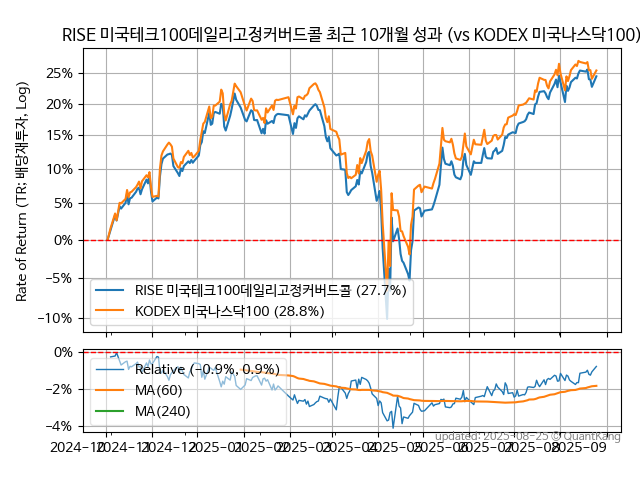 RISE 미국테크100데일리고정커버드콜 최근 10개월 성과 (vs KODEX 미국나스닥100)
Rate of Return (TR: 배당재투자, Log)
25%
20%
15%
10%
5%
0%
−5%
−10%
RISE 미국테크100데일리고정커버드콜 (27.7%)
KODEX 미국나스닥100 (28.8%)
0%
−2%
−4%
Relative (−0.9%, 0.9%)
MA(60)
MA(240)
2024−10 2024−11 2024−12 2025−01 2025−02 2025−03 2025−04 2025−05 2025−06 2025−07 2025−08 2025−09
updated: 2025-08-25 © QuantKang